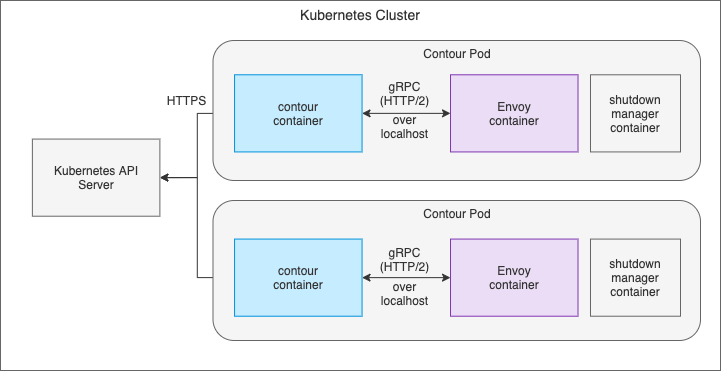 Kubernetes Cluster
Contour Pod
HTTPS
contour
container
gRPC
(HTTP/2)
over
localhost
Envoy
container
shutdown
manager
container
Kubernetes API
Server
Contour Pod
contour
container
gRPC
(HTTP/2)
over
localhost
Envoy
container
shutdown
manager
container